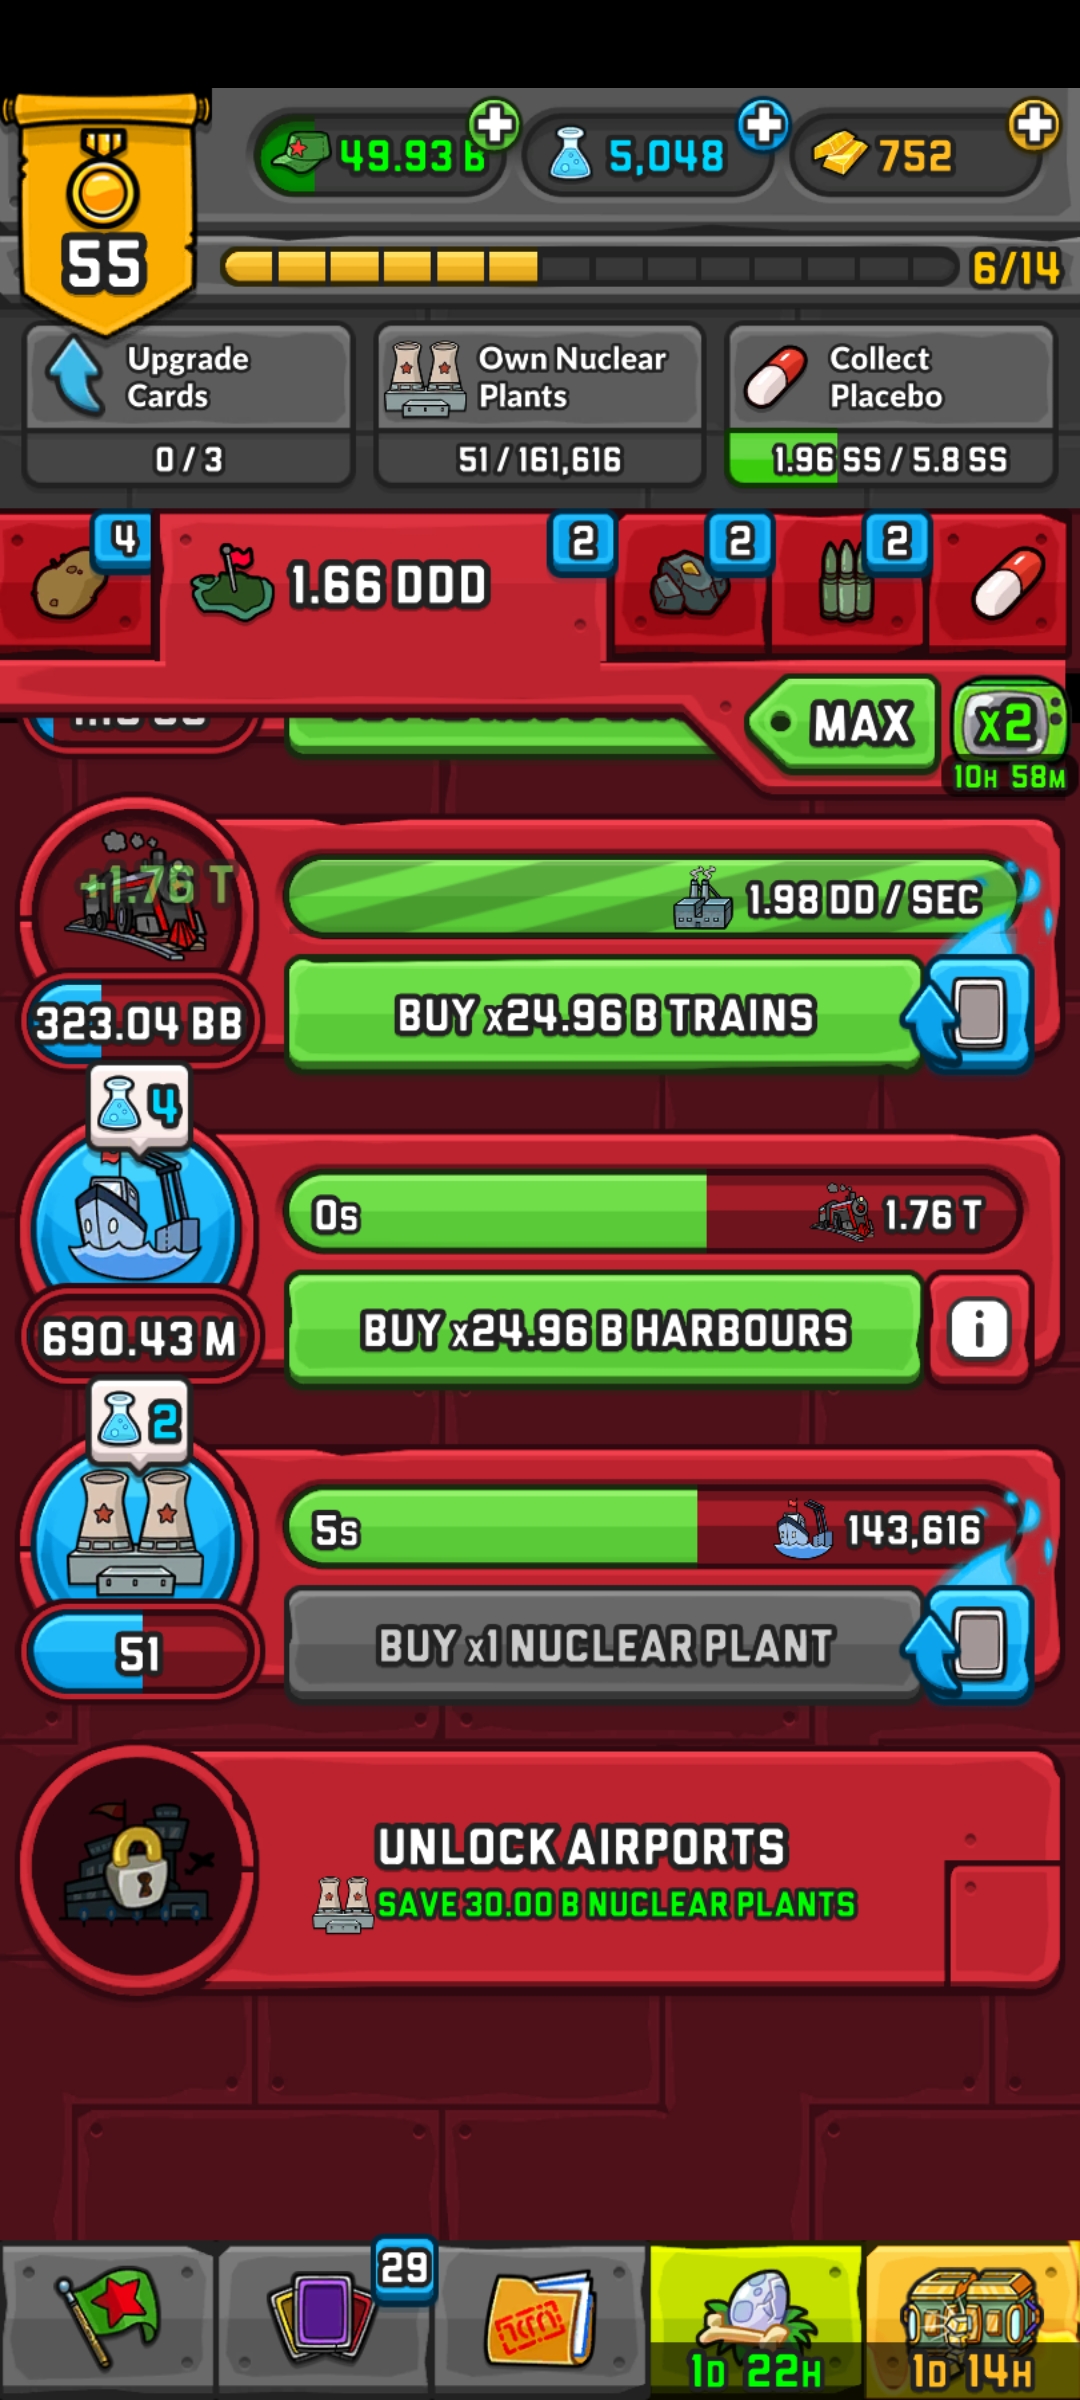 49.93 B
5,048
752
55
6/14
Upgrade
Cards
0 / 3
Own Nuclear
Plants
51 / 161,616
Collect
Placebo
1.96 SS / 5.8 SS
4
1.66 DDD
2
2
2
MAX
x2
10H 58M
+1.76 T
1.98 DD / SEC
323.04 BB
BUY x24.96 B TRAINS
4
0s
1.76 T
690.43 M
BUY x24.96 B HARBOURS
i
2
5s
143,616
51
BUY x1 NUCLEAR PLANT
UNLOCK AIRPORTS
SAVE 30.00 B NUCLEAR PLANTS
29
1D 22H
1D 14H